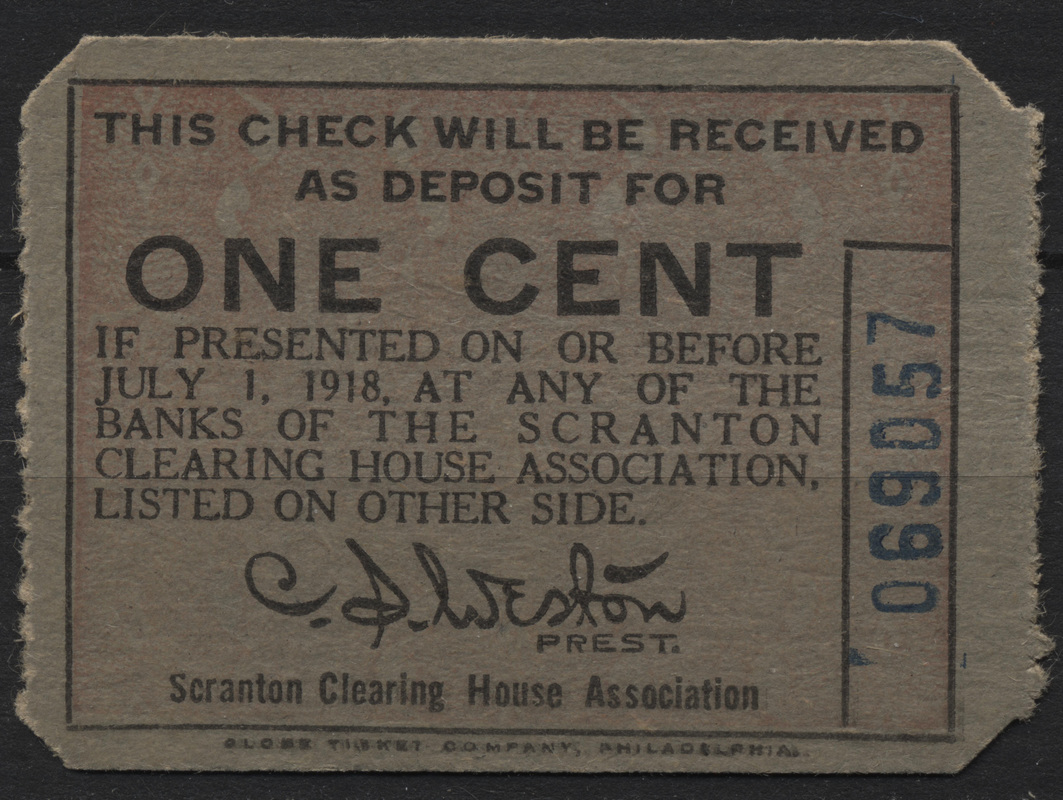 THIS CHECK WILL BE RECEIVED
AS DEPOSIT FOR
ONE CENT
IF PRESENTED ON OR BEFORE
JULY 1, 1918, AT ANY OF THE
BANKS OF THE SCRANTON
CLEARING HOUSE ASSOCIATION,
LISTED ON OTHER SIDE.
C. S. Weston
PREST.
Scranton Clearing House Association
GLOBE TICKET COMPANY, PHILADELPHIA.
069057